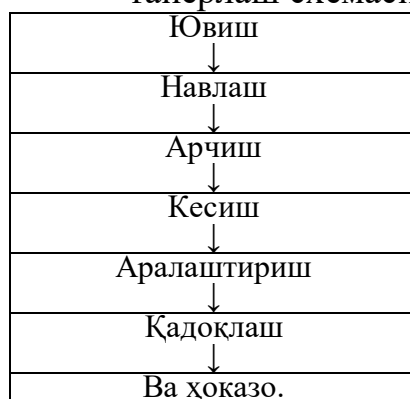 Ювиш
↓
Навлаш
↓
Арчиш
↓
Кесиш
↓
Аралаштириш
↓
Қадоқлаш
↓
Ва ҳоказо.